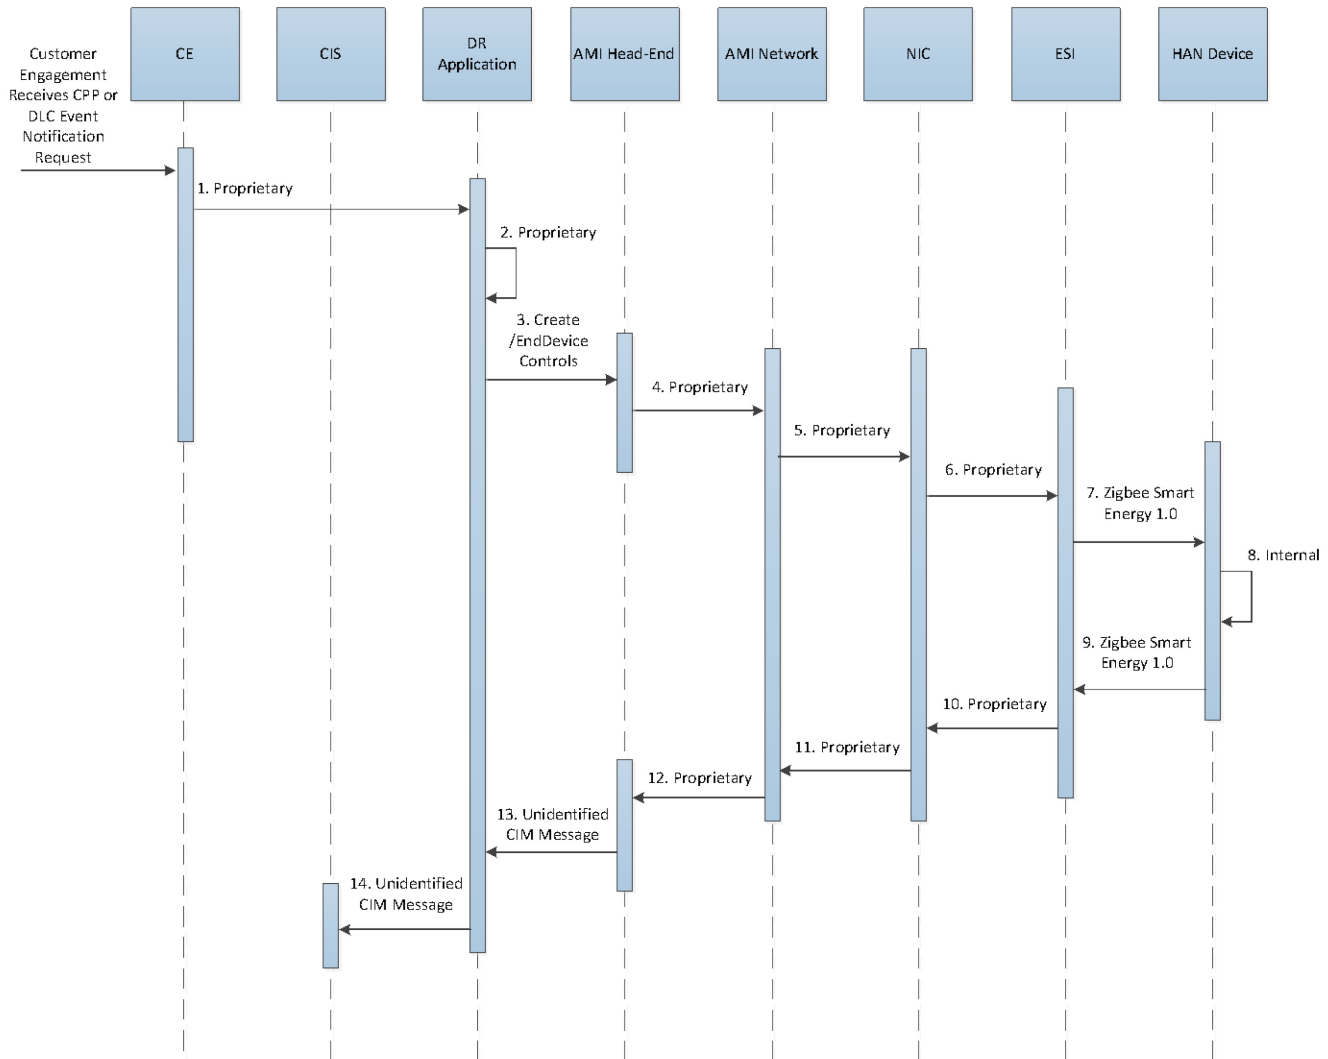 Customer
Engagement
Receives CPP or
DLC Event
Notification
Request
CE
CIS
DR
Application
AMI Head-End
AMI Network
NIC
ESI
HAN Device
1. Proprietary
2. Proprietary
3. Create
/EndDevice
Controls
4. Proprietary
5. Proprietary
6. Proprietary
7. Zigbee Smart
Energy 1.0
8. Internal
9. Zigbee Smart
Energy 1.0
10. Proprietary
11. Proprietary
12. Proprietary
13. Unidentified
CIM Message
14. Unidentified
CIM Message